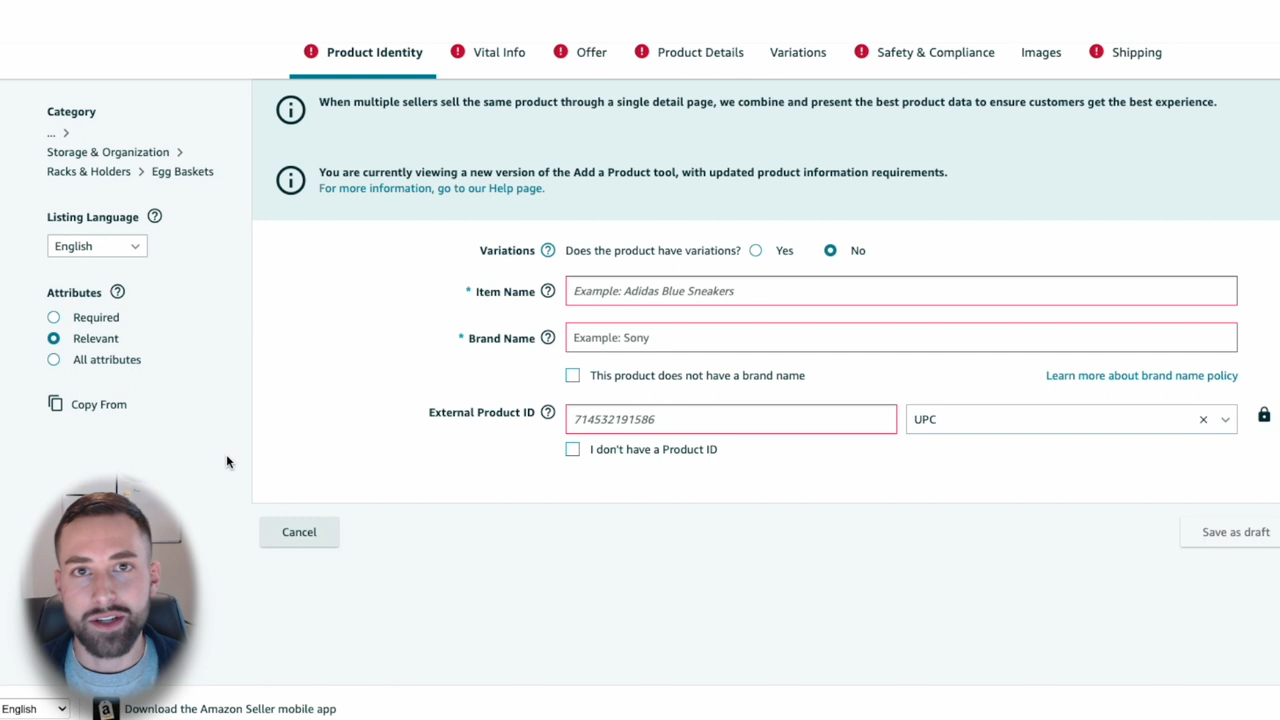 Product Identity
Vital Info
Offer
Product Details
Variations
Safety & Compliance
Images
Shipping
Category
... >
Storage & Organization >
Racks & Holders > Egg Baskets
Listing Language
English
Attributes
Required
Relevant
All attributes
Copy From
When multiple sellers sell the same product through a single detail page, we combine and present the best product data to ensure customers get the best experience.
You are currently viewing a new version of the Add a Product tool, with updated product information requirements.
For more information, go to our Help page.
Variations Does the product have variations? Yes No
* Item Name Example: Adidas Blue Sneakers
* Brand Name Example: Sony
This product does not have a brand name Learn more about brand name policy
External Product ID 714532191586 UPC
I don't have a Product ID
Cancel Save as draft
English Download the Amazon Seller mobile app